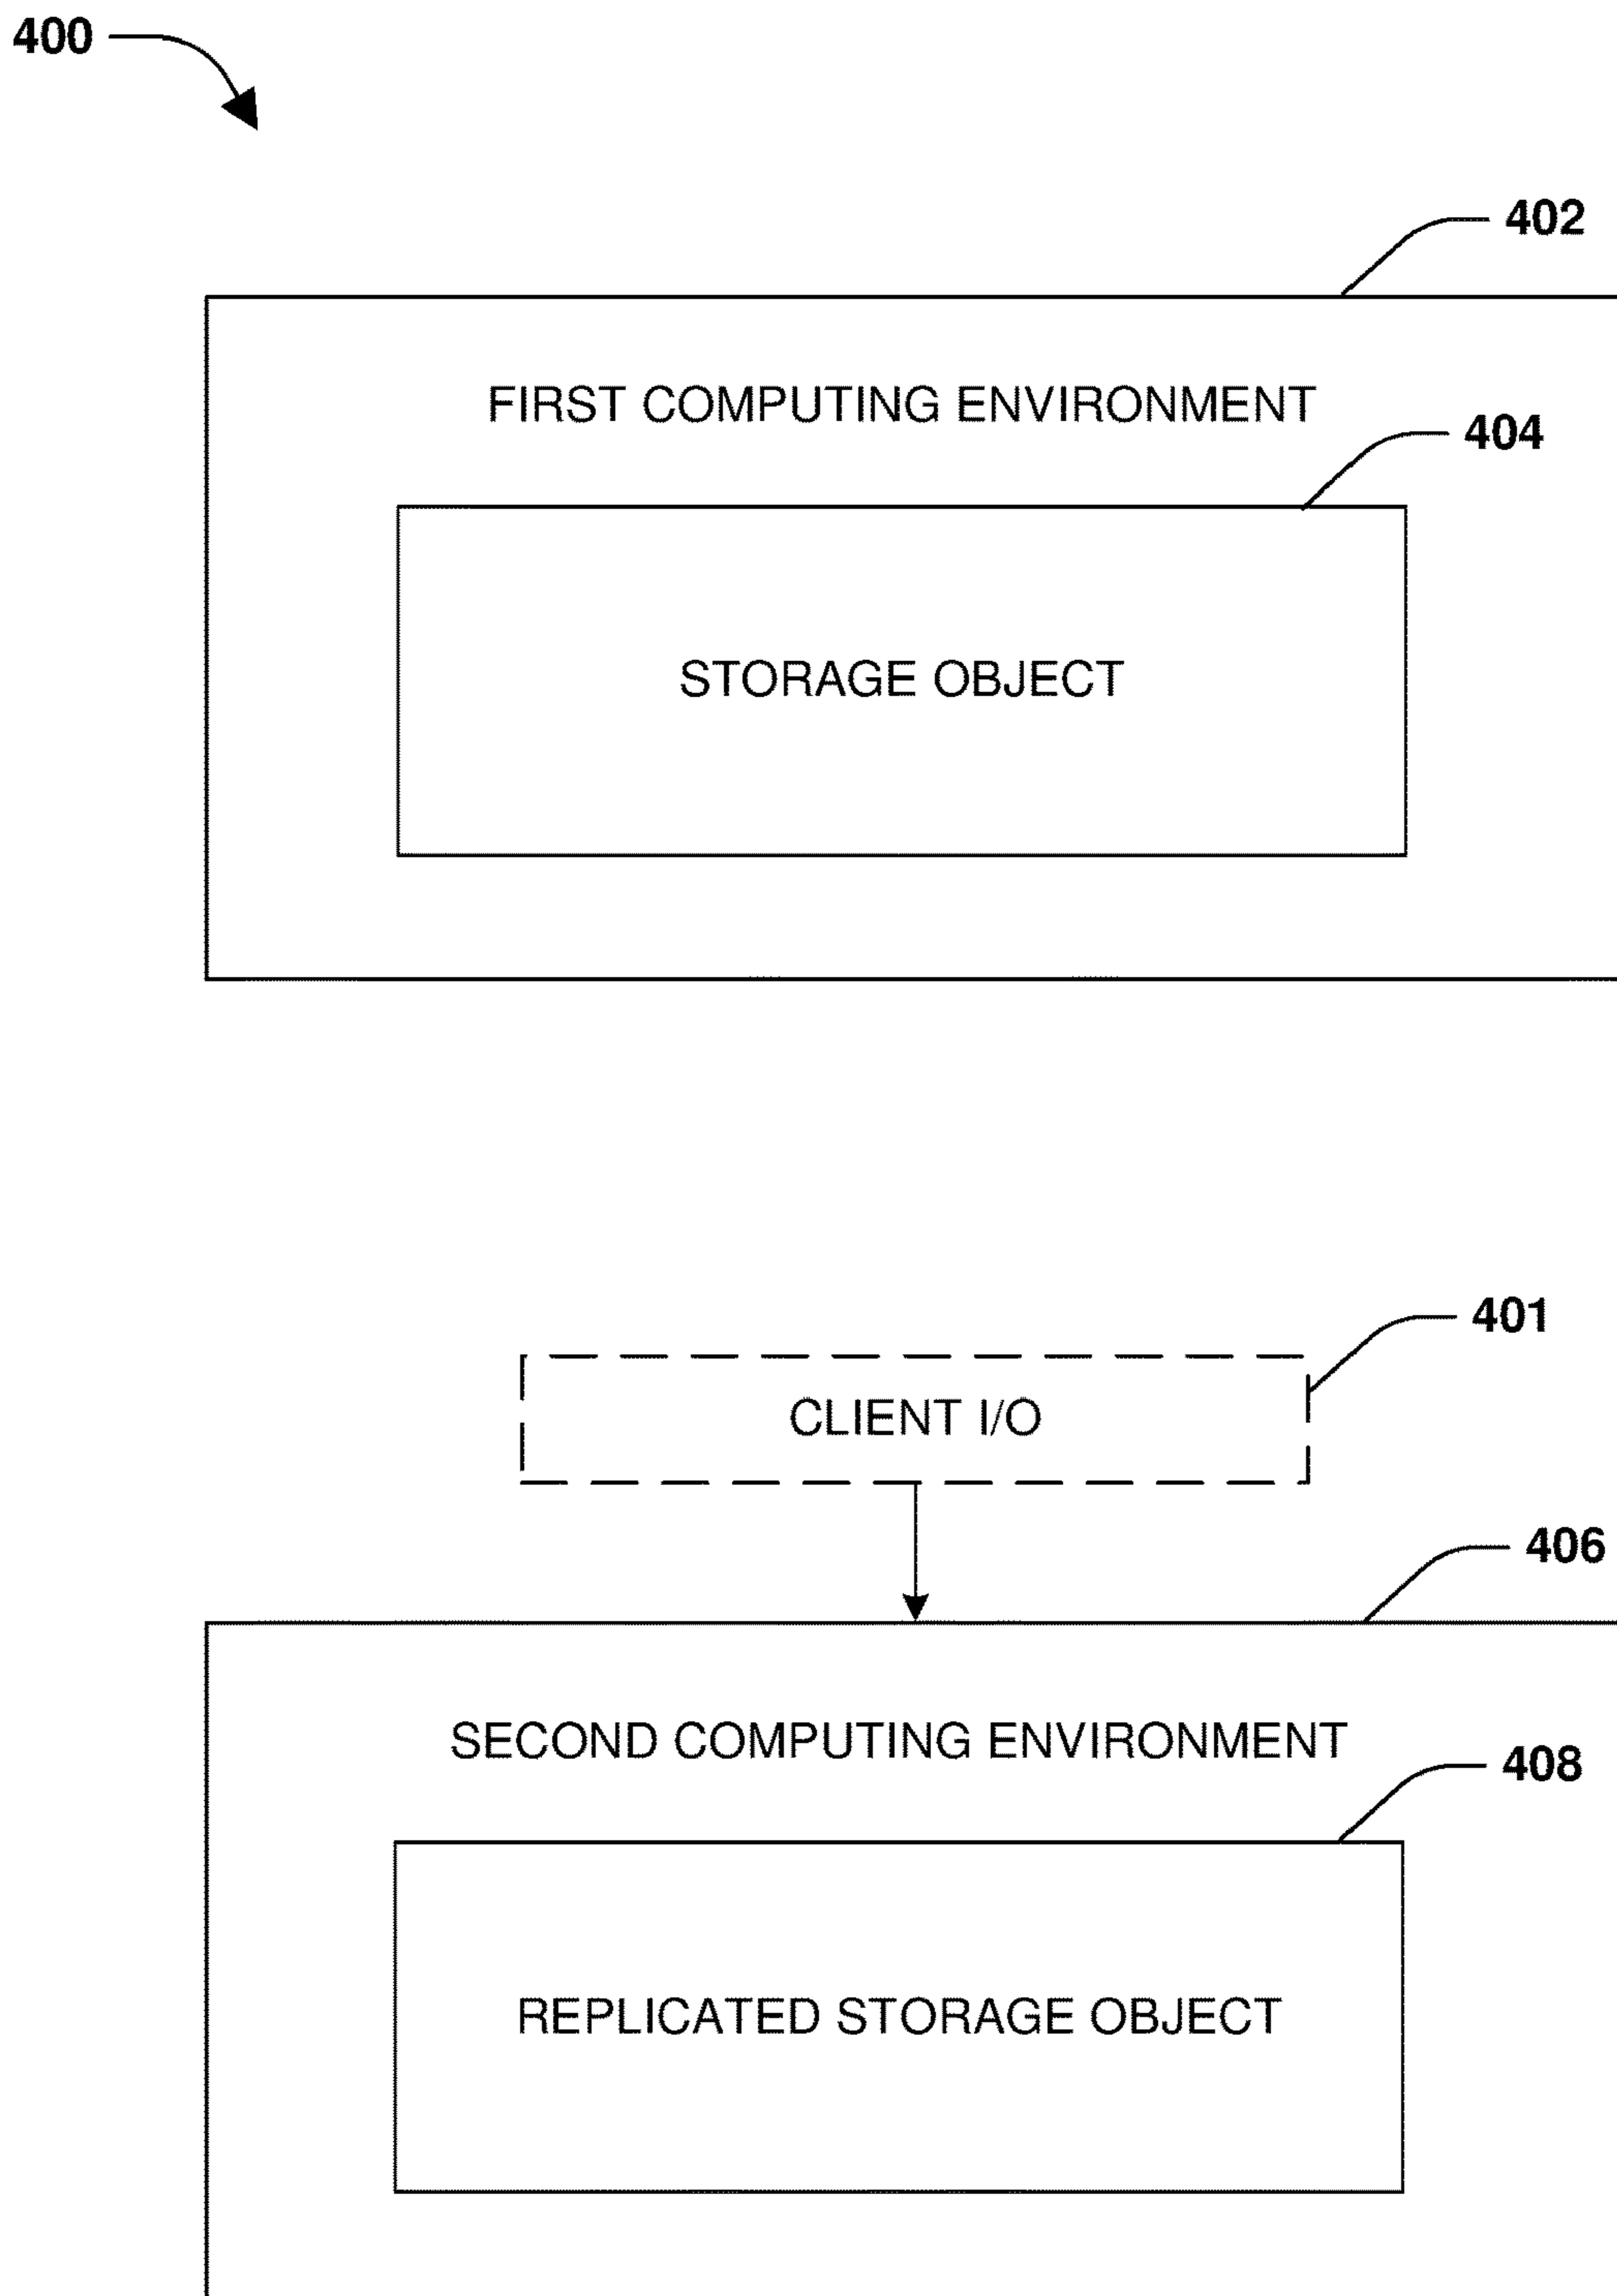 400
402
FIRST COMPUTING ENVIRONMENT
404
STORAGE OBJECT
401
CLIENT I/O
406
SECOND COMPUTING ENVIRONMENT
408
REPLICATED STORAGE OBJECT